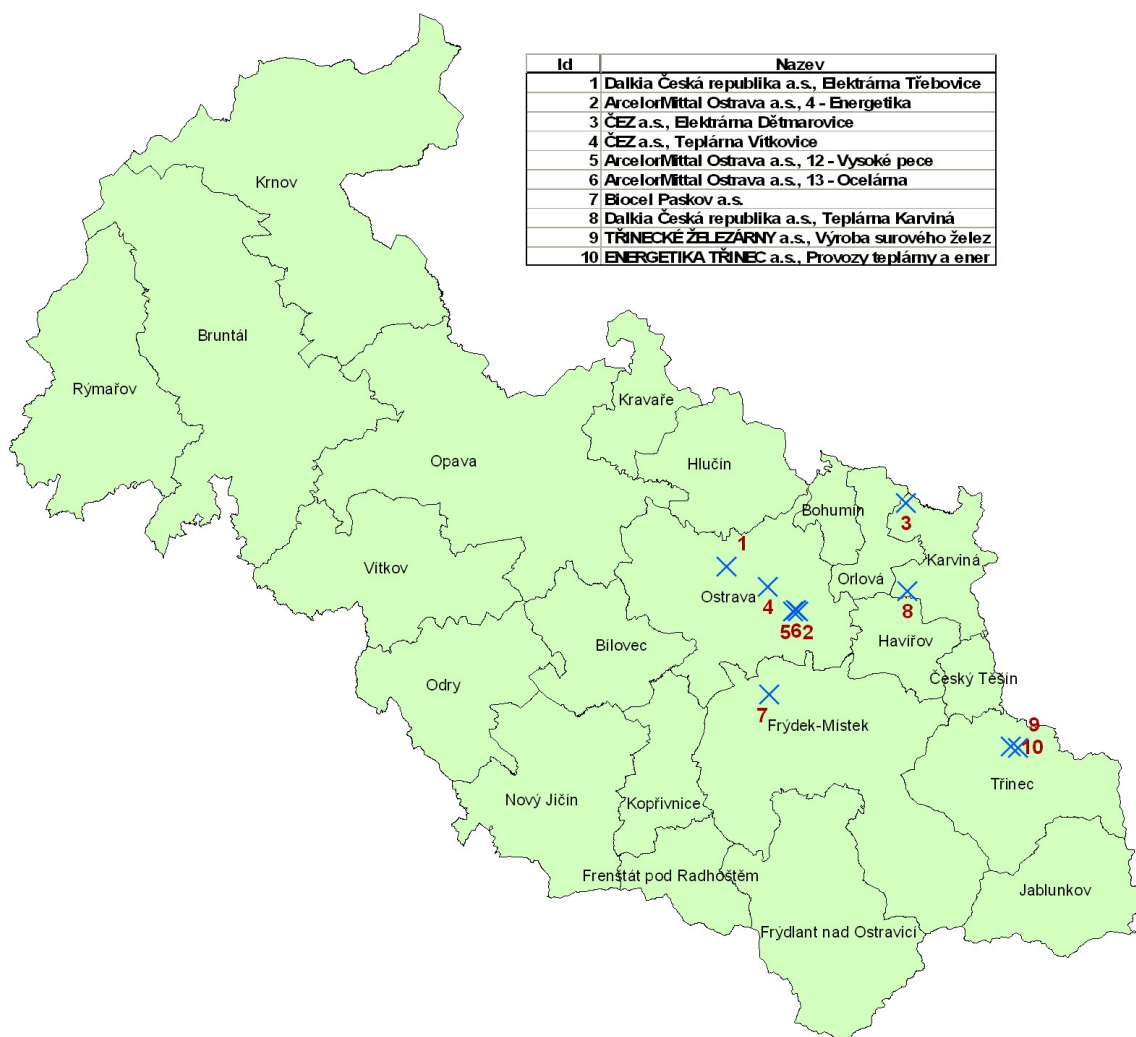 Id Nazev
1 Dalkia Česká republika a.s., Elektrárna Třebovice
2 ArcelorMittal Ostrava a.s., 4 - Energetika
3 ČEZ a.s., Elektrárna Dětmarovice
4 ČEZ a.s., Teplárna Vítkovice
5 ArcelorMittal Ostrava a.s., 12 - Vysoké pece
6 ArcelorMittal Ostrava a.s., 13 - Ocelárna
7 Biocel Paskov a.s.
8 Dalkia Česká republika a.s., Teplárna Karviná
9 TŘINECKÉ ŽELEZÁRNY a.s., Výroba surového želez
10 ENERGETIKA TŘINEC a.s., Provozy teplárny a ener
Krnov
Bruntál
Rýmařov
Kravaře
Opava
Hlučín
Bohumín
3
1
Vítkov
Karviná
Orlová
Ostrava
4
8
562
Havířov
Bílovec
Český Těšín
Odry
7
Frýdek-Místek
9
10
Třinec
Nový Jičín
Kopřivnice
Frenštát pod Radhoštěm
Jablunkov
Frýdlant nad Ostravicí